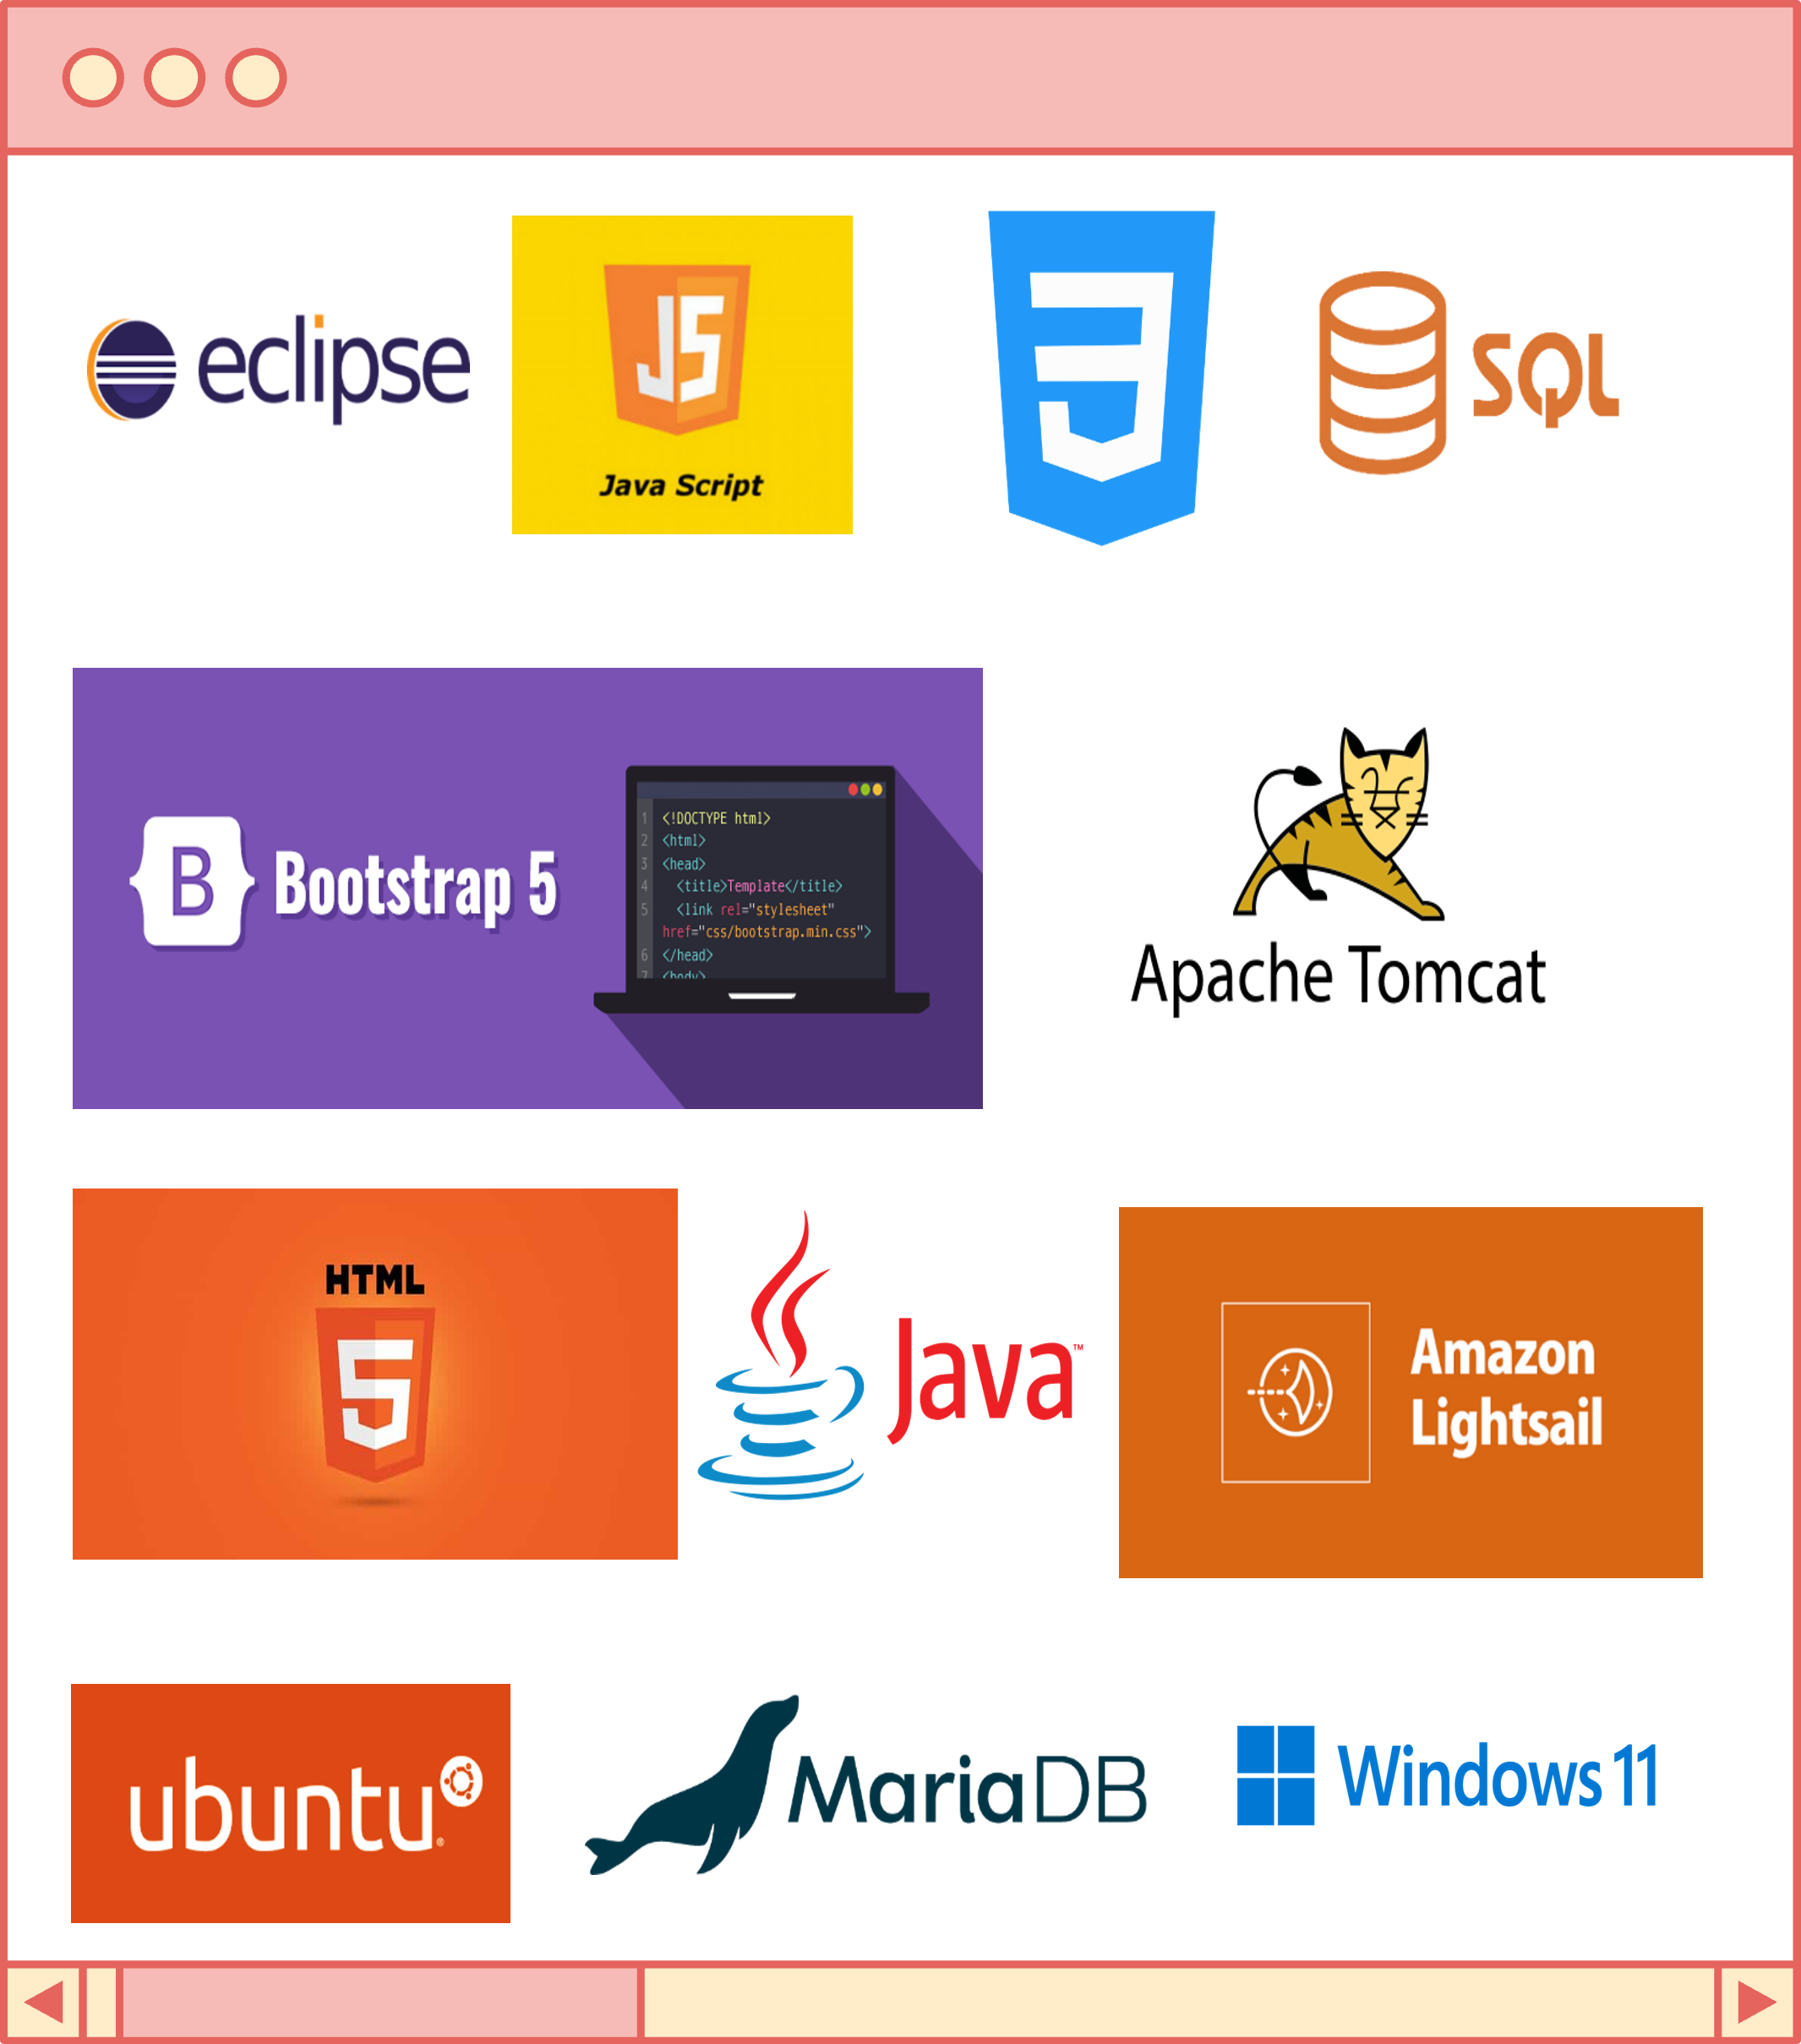 eclipse
JS
Java Script
3
SQL
B
Bootstrap 5
1 <!DOCTYPE html>
2 <html>
3 <head>
4 <title>Template</title>
5 <link rel="stylesheet"
href="css/bootstrap.min.css">
6 </head>
7 <body>
Apache Tomcat
HTML
5
Java™
Amazon
Lightsail
ubuntu®
MariaDB
Windows 11